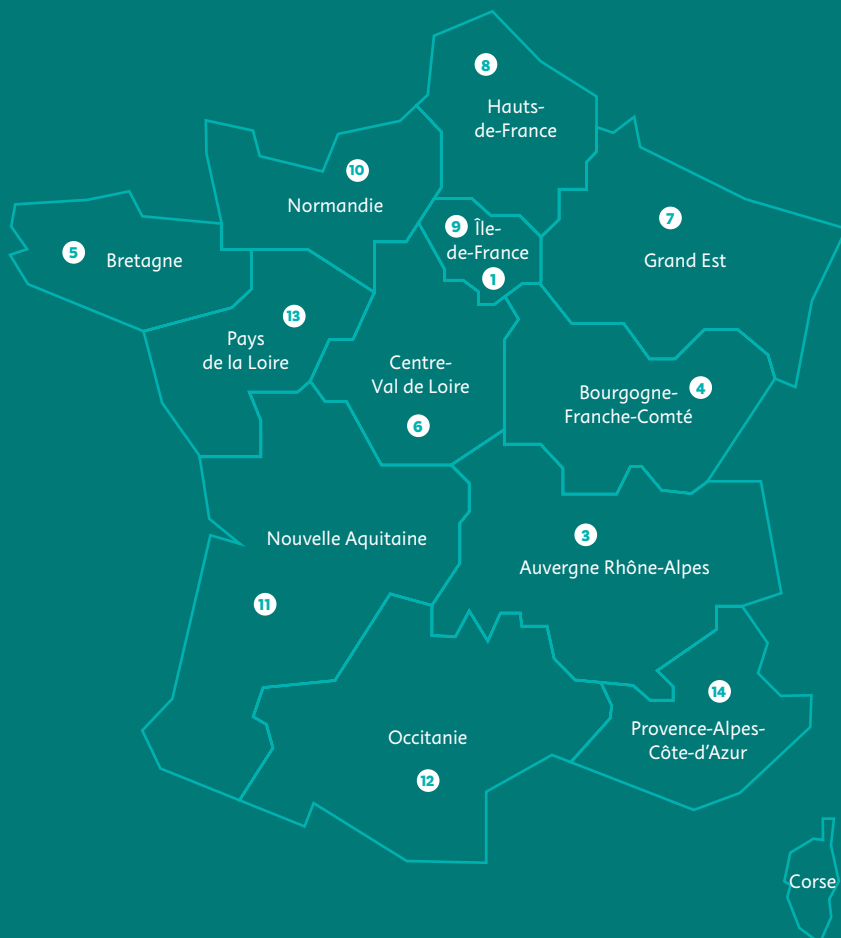 8
Hauts-
de-France
10
Normandie
9
Île-
de-France
1
7
Grand Est
5
Bretagne
13
Pays
de la Loire
Centre-
Val de Loire
6
Bourgogne-
Franche-Comté
4
Nouvelle Aquitaine
11
3
Auvergne Rhône-Alpes
14
Provence-Alpes-
Côte-d'Azur
Occitanie
12
Corse